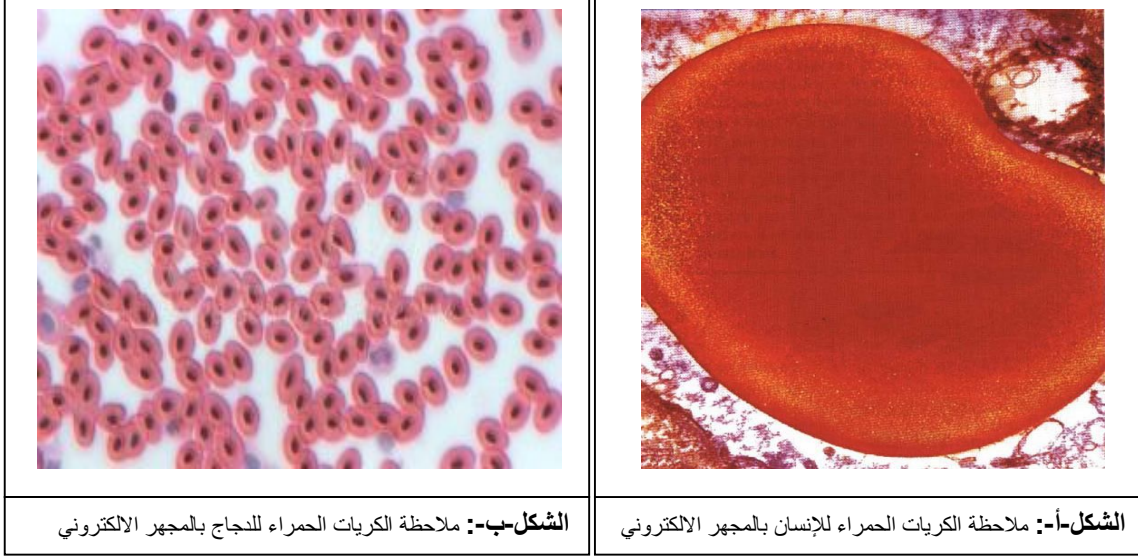 الشكل-أ-: ملاحظة الكريات الحمراء للإنسان بالمجهر الالكتروني
الشكل-ب-: ملاحظة الكريات الحمراء للدجاج بالمجهر الالكتروني